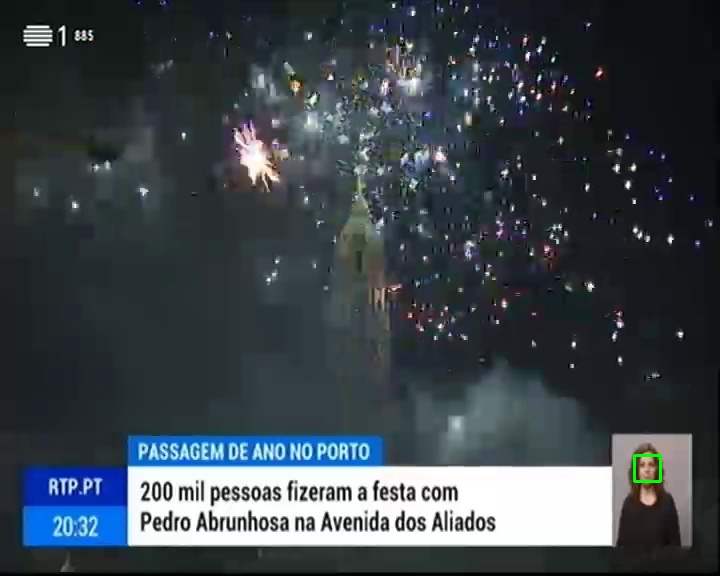 1 885
PASSAGEM DE ANO NO PORTO
RTP.PT
200 mil pessoas fizeram a festa com
20:32
Pedro Abrunhosa na Avenida dos Aliados